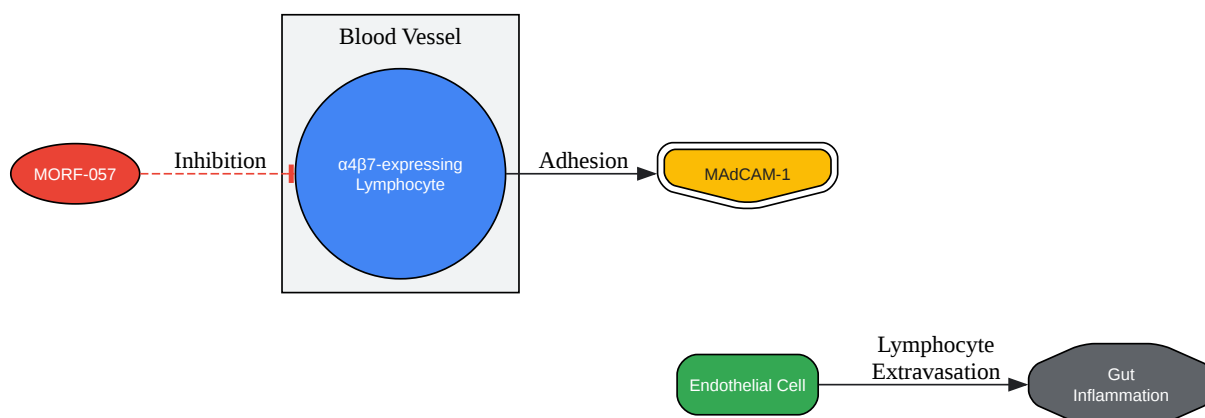 Blood Vessel
MORF-057
Inhibition
α4β7-expressing
Lymphocyte
Adhesion
MAdCAM-1
Endothelial Cell
Lymphocyte
Extravasation
Gut
Inflammation